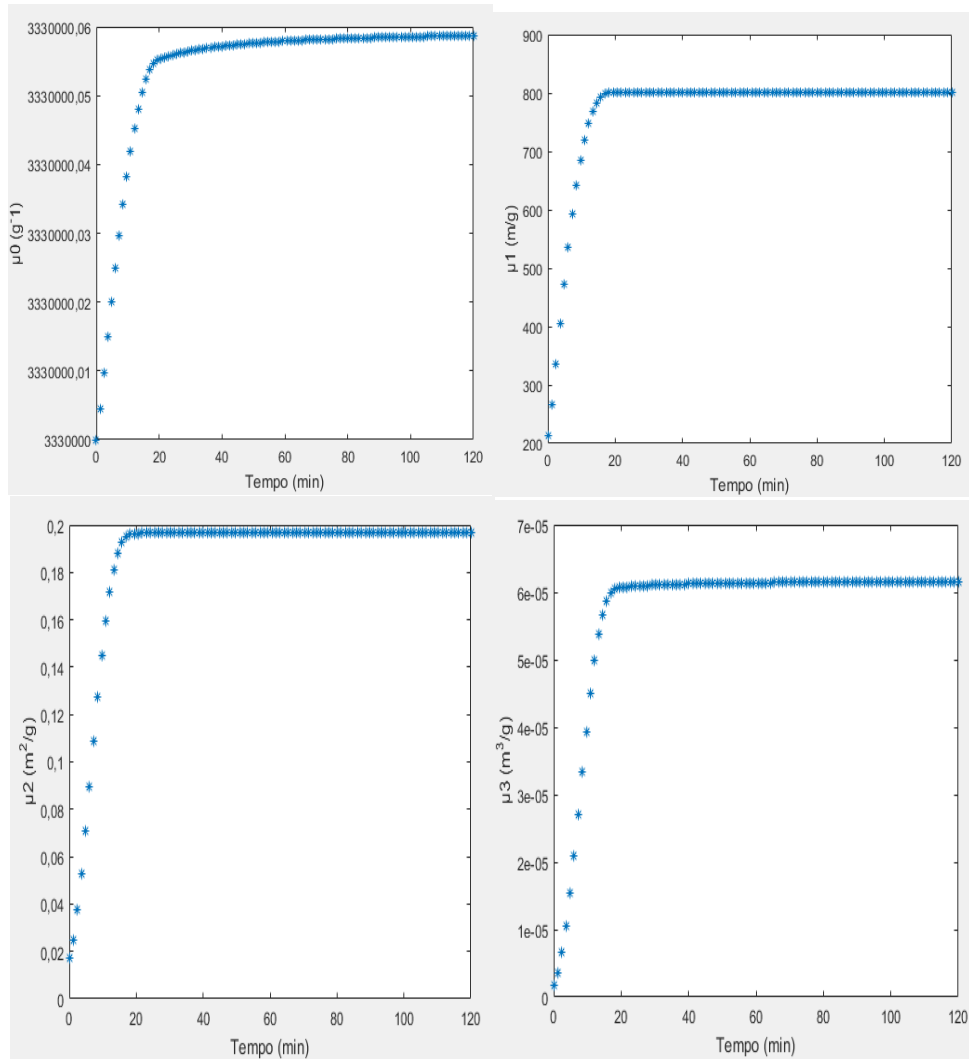 3330000,06
3330000,05
3330000,04
3330000,03
3330000,02
3330000,01
3330000
µ0 (g⁻1)
0 20 40 60 80 100 120
Tempo (min)
900
800
700
600
500
400
300
200
µ1 (m/g)
0 20 40 60 80 100 120
Tempo (min)
0,2
0,18
0,16
0,14
0,12
0,1
0,08
0,06
0,04
0,02
0
µ2 (m²/g)
0 20 40 60 80 100 120
Tempo (min)
7e-05
6e-05
5e-05
4e-05
3e-05
2e-05
1e-05
0
µ3 (m³/g)
0 20 40 60 80 100 120
Tempo (min)